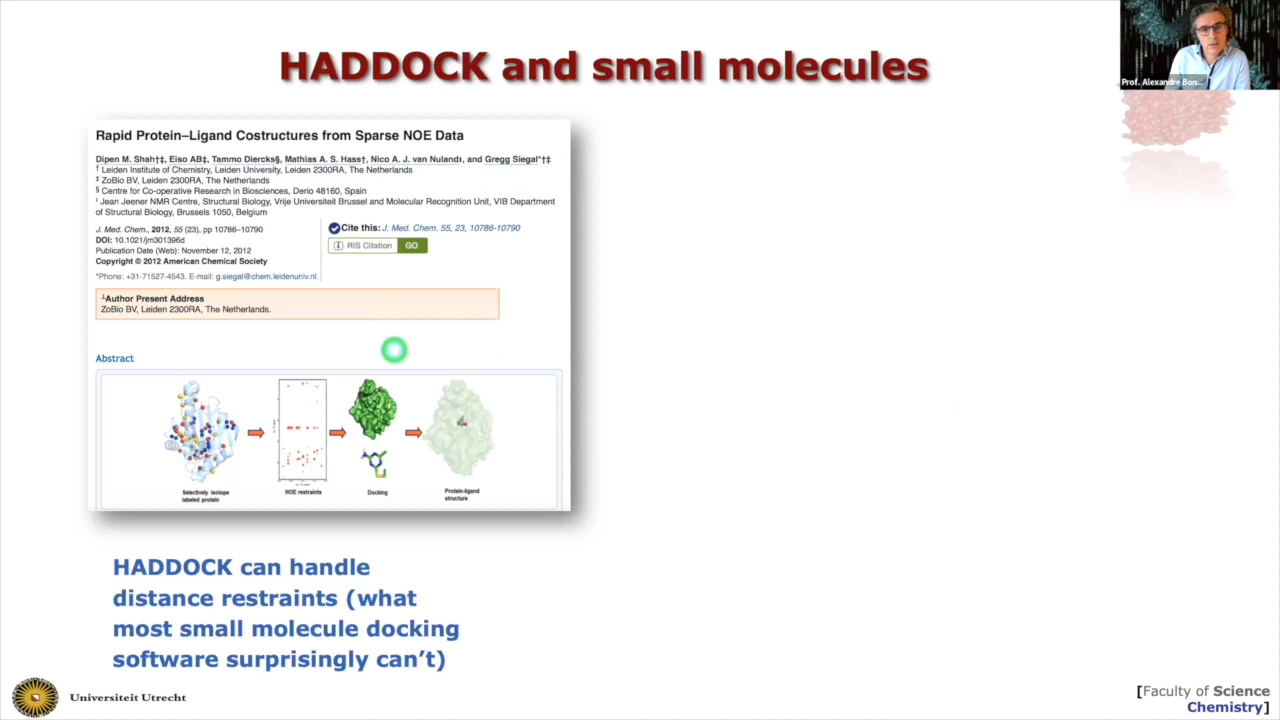 HADDOCK and small molecules
Prof. Alexandre Bon...
Rapid Protein–Ligand Costructures from Sparse NOE Data
Dipen M. Shah†‡, Eiso AB‡, Tammo Diercks§, Mathias A. S. Hass†, Nico A. J. van Nuland¹, and Gregg Siegal*†‡
† Leiden Institute of Chemistry, Leiden University, Leiden 2300RA, The Netherlands
‡ ZoBio BV, Leiden 2300RA, The Netherlands
§ Centre for Co-operative Research in Biosciences, Derio 48160, Spain
Jean Jeener NMR Centre, Structural Biology, Vrije Universiteit Brussel and Molecular Recognition Unit, VIB Department
of Structural Biology, Brussels 1050, Belgium
J. Med. Chem., 2012, 55 (23), pp 10786–10790
DOI: 10.1021/jm301396d
Publication Date (Web): November 12, 2012
Copyright © 2012 American Chemical Society
*Phone: +31-71527-4543. E-mail: g.siegal@chem.leidenuniv.nl.
Cite this: J. Med. Chem. 55, 23, 10786-10790
RIS Citation GO
┴Author Present Address
ZoBio BV, Leiden 2300RA, The Netherlands.
Abstract
Selectively isotope
labeled protein
NOE restraints
Docking
Protein-ligand
structure
HADDOCK can handle
distance restraints (what
most small molecule docking
software surprisingly can't)
Universiteit Utrecht
[Faculty of Science
Chemistry]